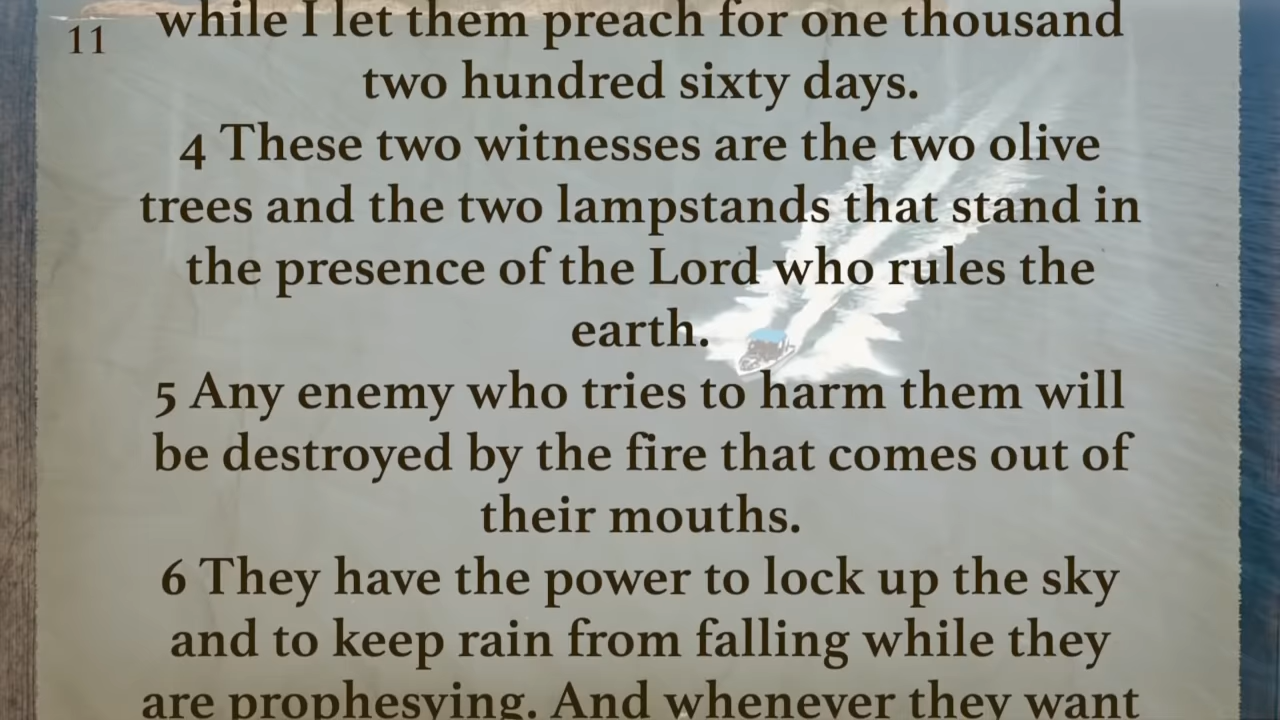 11 while I let them preach for one thousand
two hundred sixty days.
4 These two witnesses are the two olive
trees and the two lampstands that stand in
the presence of the Lord who rules the
earth.
5 Any enemy who tries to harm them will
be destroyed by the fire that comes out of
their mouths.
6 They have the power to lock up the sky
and to keep rain from falling while they
are prophesying. And whenever they want